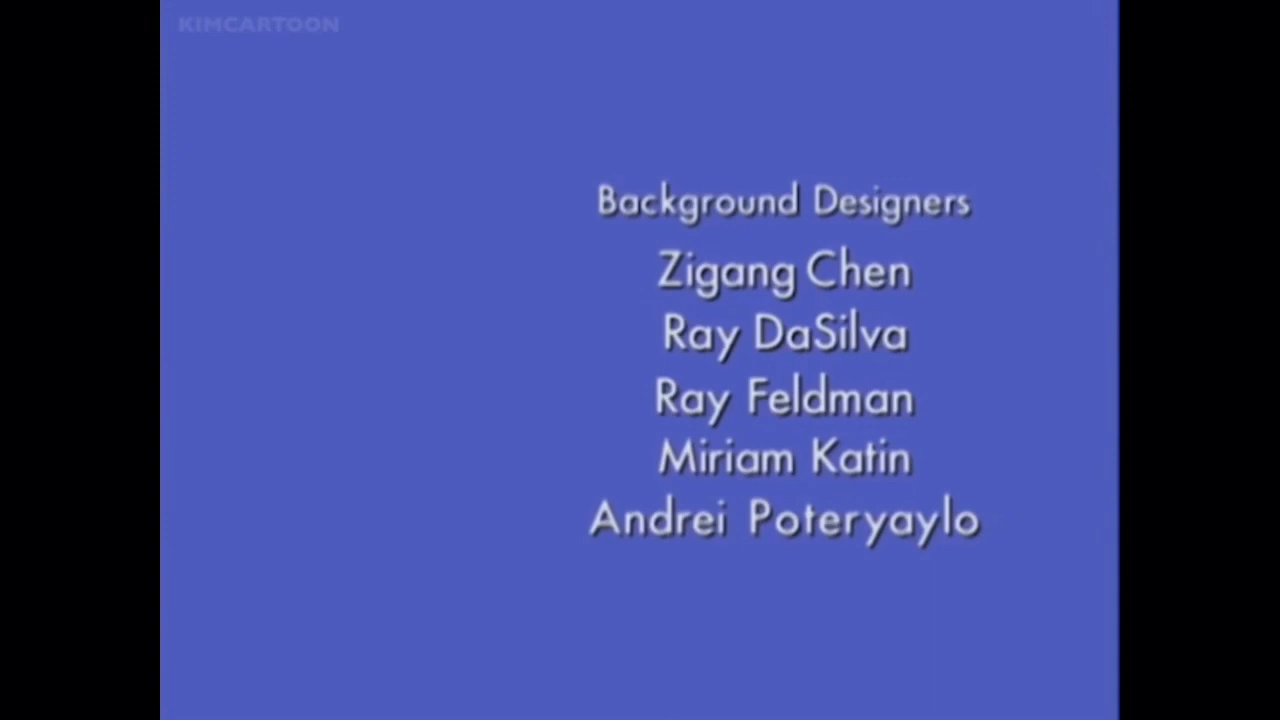 KIMCARTOON
Background Designers
Zigang Chen
Ray DaSilva
Ray Feldman
Miriam Katin
Andrei Poteryaylo